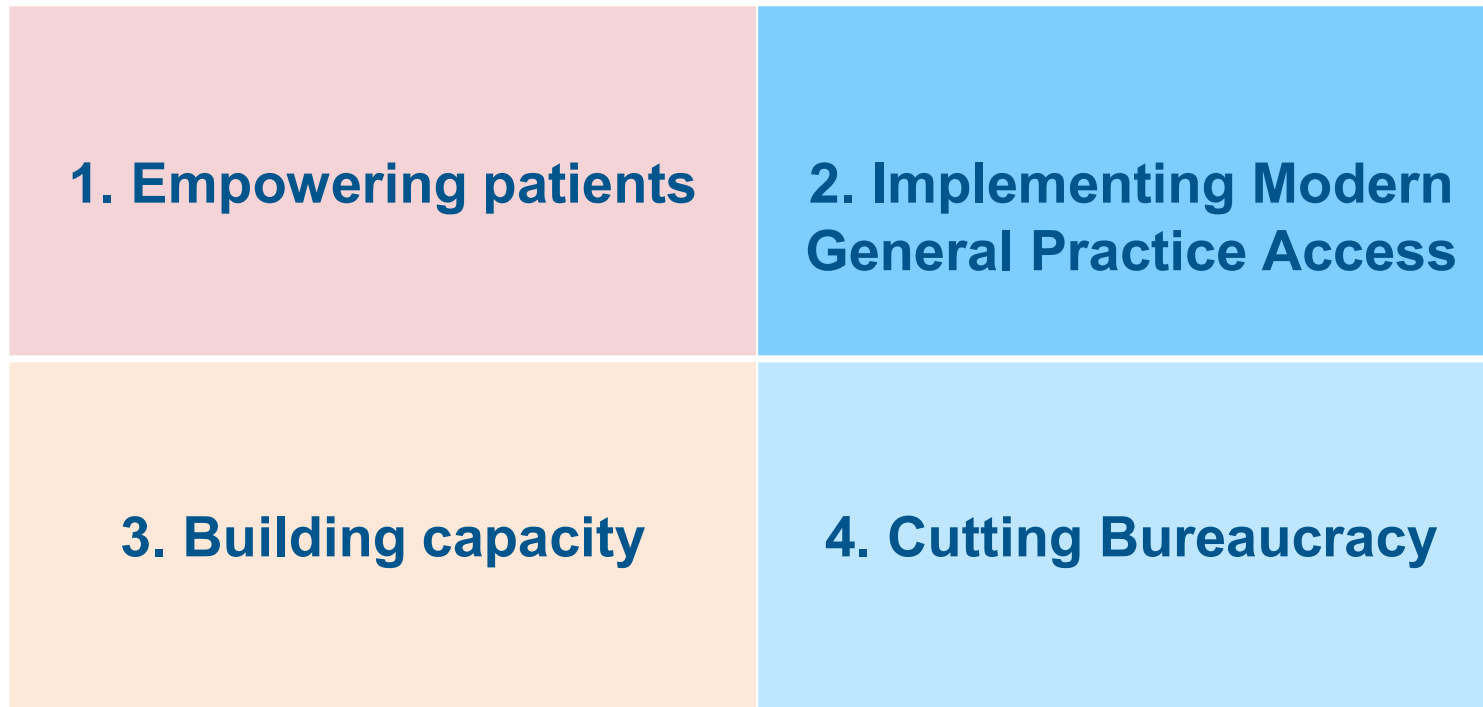 1. Empowering patients
2. Implementing Modern
General Practice Access
3. Building capacity
4. Cutting Bureaucracy